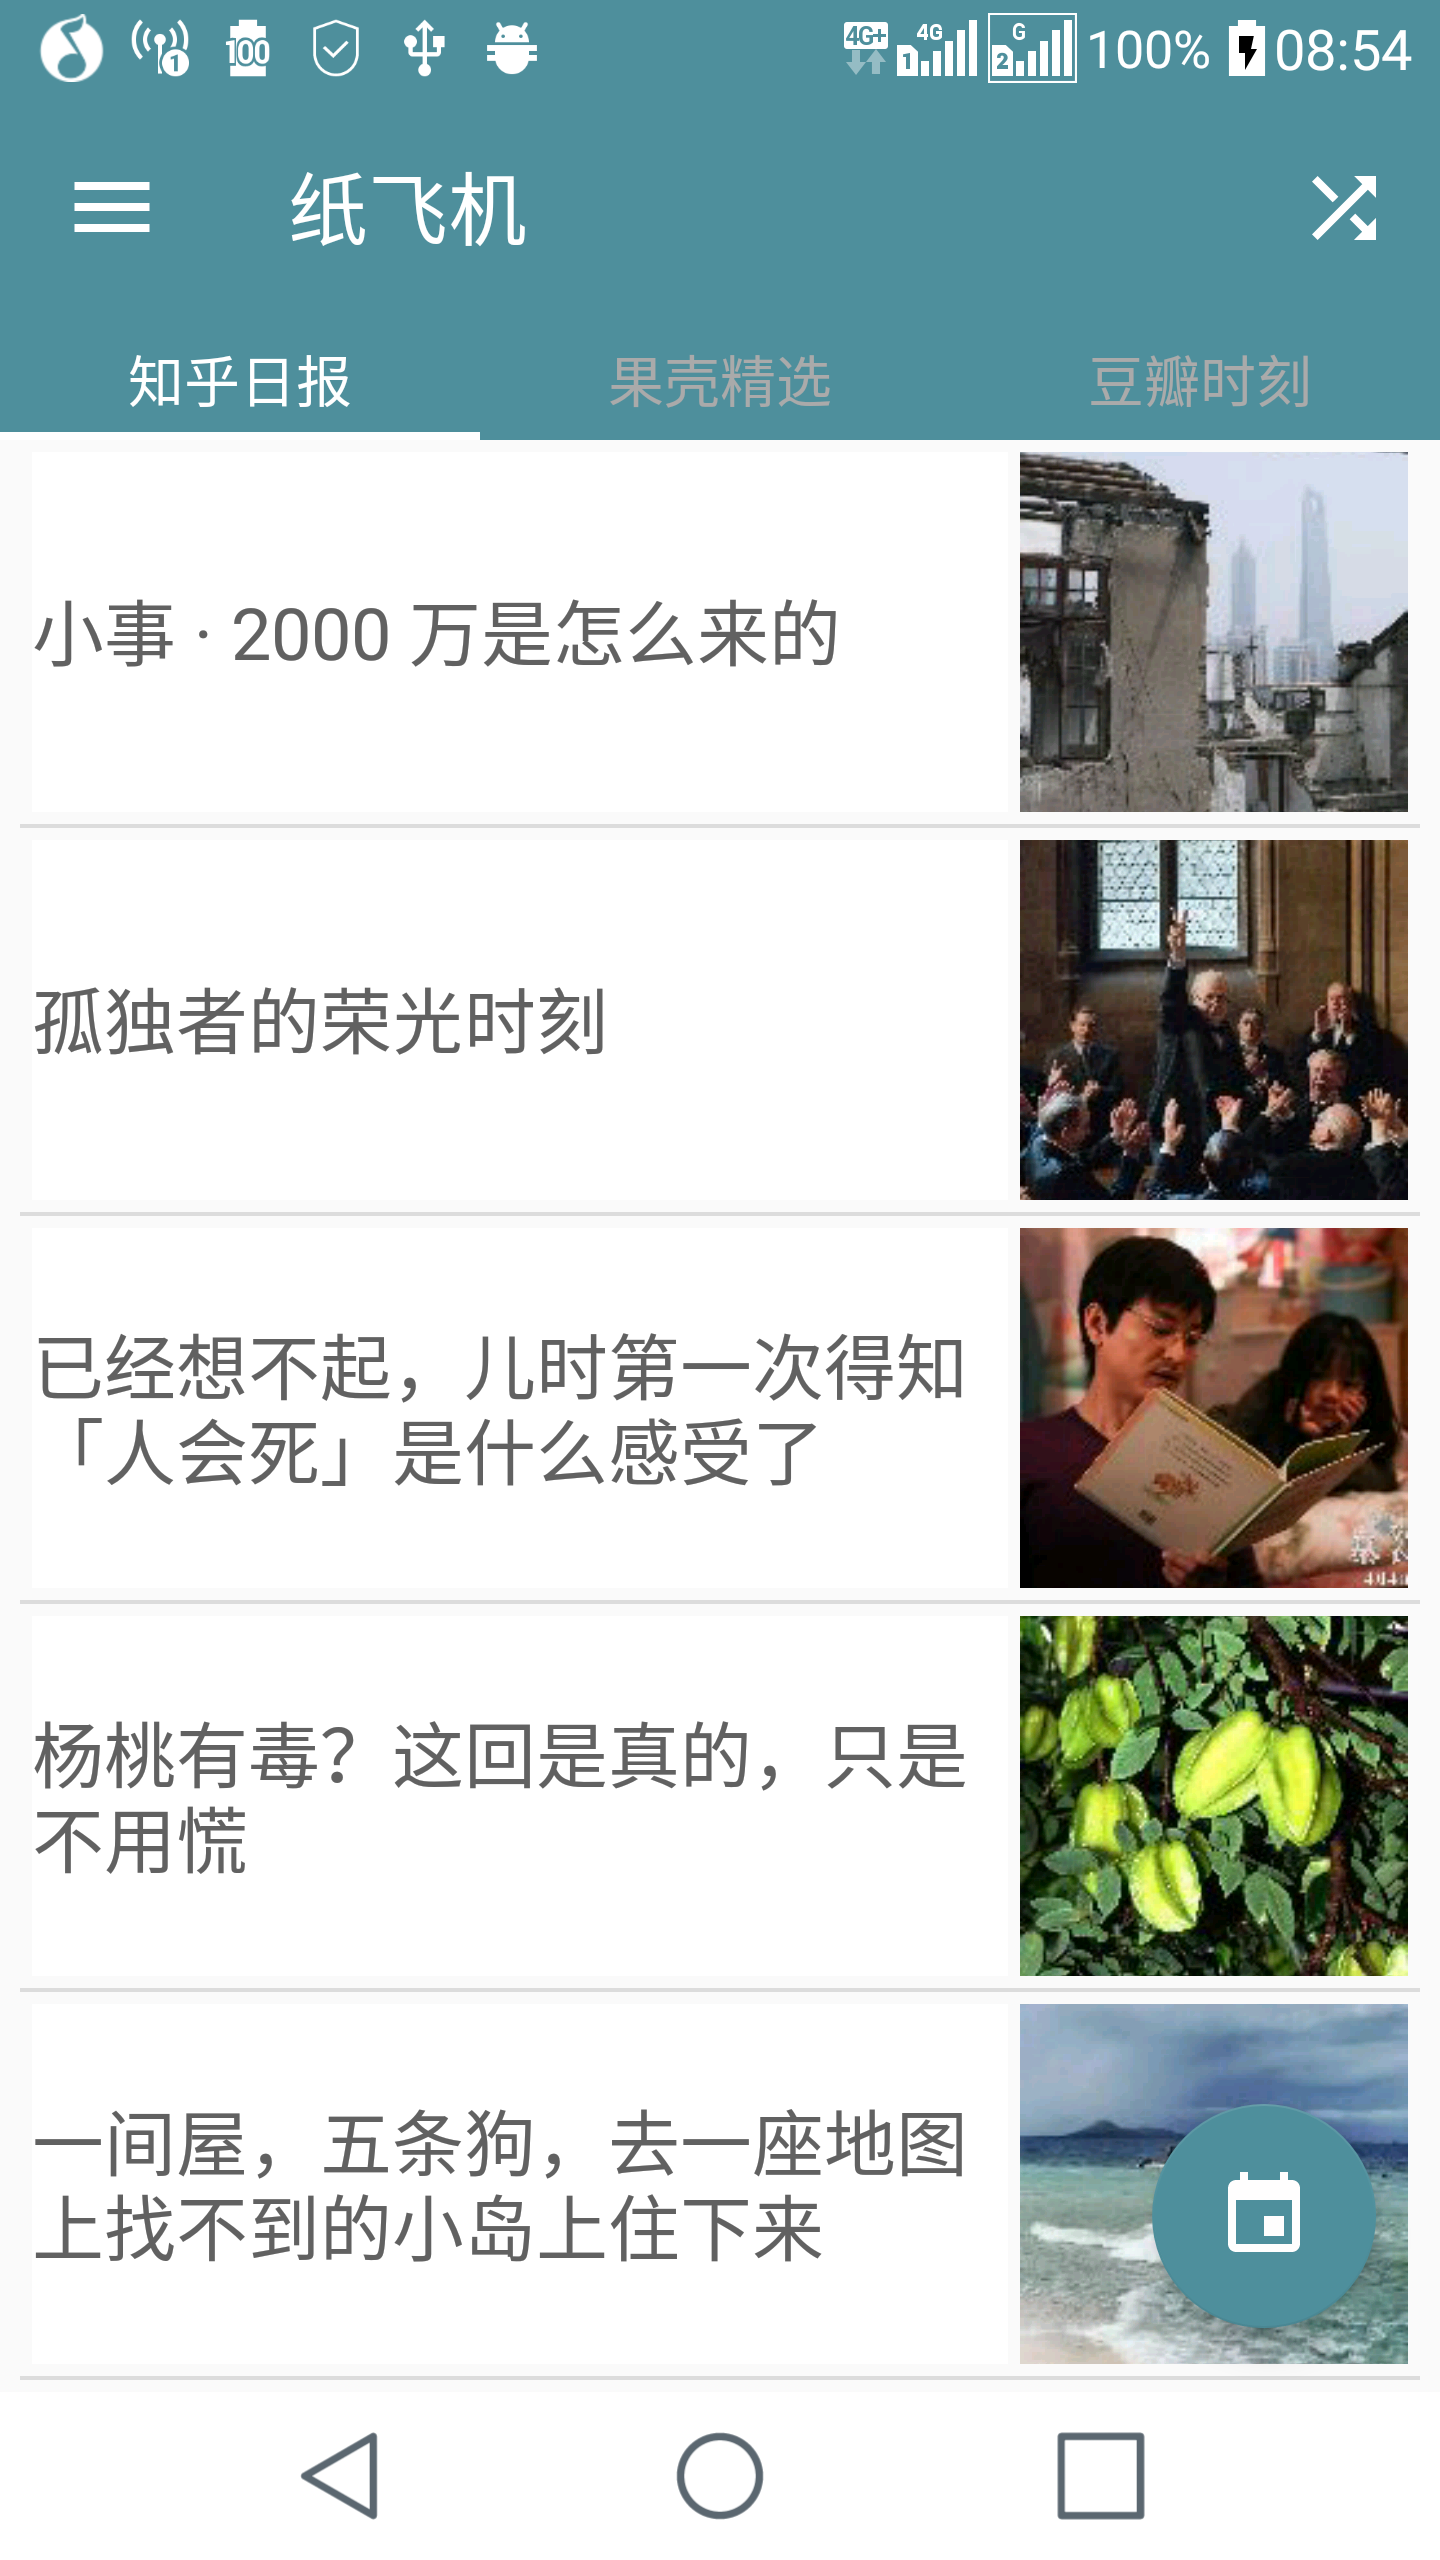 100
1
4G+
4G
1
G
2
100%
08:54
纸飞机
知乎日报
果壳精选
豆瓣时刻
小事 · 2000 万是怎么来的
孤独者的荣光时刻
已经想不起，儿时第一次得知
「人会死」是什么感受了
杨桃有毒？这回是真的，只是
不用慌
一间屋，五条狗，去一座地图
上找不到的小岛上住下来